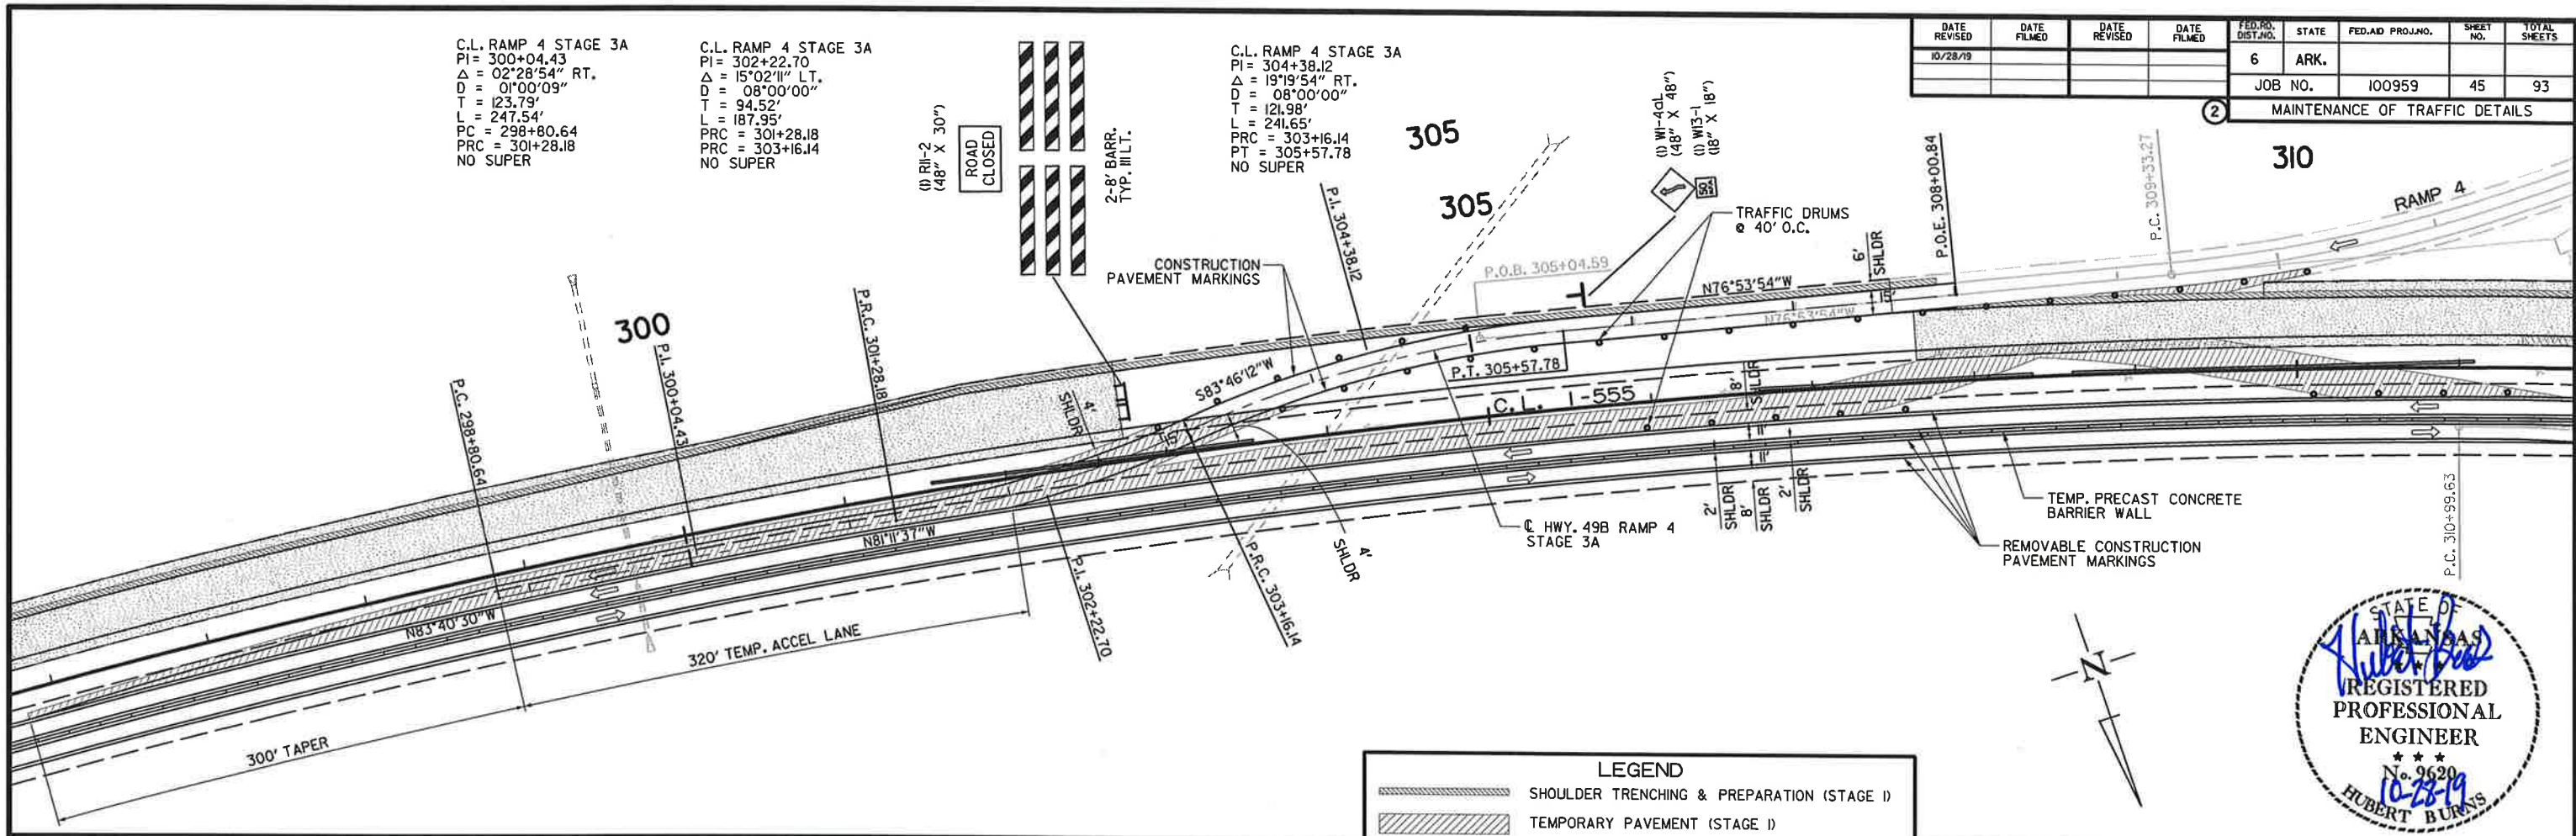 C.L. RAMP 4 STAGE 3A
PI = 300+04.43
Δ = 02°28'54" RT.
D = 01°00'09"
T = 123.79'
L = 247.54'
PC = 298+80.64
PRC = 301+28.18
NO SUPER
C.L. RAMP 4 STAGE 3A
PI = 302+22.70
Δ = 15°02'11" LT.
D = 08°00'00"
T = 94.52'
L = 187.95'
PRC = 301+28.18
PRC = 303+16.14
NO SUPER
(1) R11-2
(48" X 30")
ROAD
CLOSED
2-8' BARR.
TYP. III LT.
C.L. RAMP 4 STAGE 3A
PI = 304+38.12
Δ = 19°19'54" RT.
D = 08°00'00"
T = 121.98'
L = 241.65'
PRC = 303+16.14
PT = 305+57.78
NO SUPER
305
305
(1) W1-4aL
(48" X 48")
(1) W13-1
(18" X 18")
DATE REVISED
DATE FILMED
DATE REVISED
DATE FILMED
FED.RD. DIST.NO.
STATE
FED.AID PROJ.NO.
SHEET NO.
TOTAL SHEETS
10/28/19
6
ARK.
JOB NO.
100959
45
93
2
MAINTENANCE OF TRAFFIC DETAILS
310
RAMP 4
P.C. 309+33.27
P.O.E. 308+00.84
TRAFFIC DRUMS
@ 40' O.C.
6'
SHLDR
15'
N76°53'54"W
N76°53'54"W
P.O.B. 305+04.59
P.I. 304+38.12
CONSTRUCTION
PAVEMENT MARKINGS
300
P.I. 300+04.43
P.R.C. 301+28.18
P.C. 298+80.64
S83°46'12"W
4'
SHLDR
15'
P.T. 305+57.78
C.L. I-555
8'
SHLDR
11'
11'
2'
SHLDR
8'
SHLDR
2'
SHLDR
N81°11'37"W
N83°40'30"W
P.I. 302+22.70
P.R.C. 303+16.14
4'
SHLDR
℄ HWY. 49B RAMP 4
STAGE 3A
TEMP. PRECAST CONCRETE
BARRIER WALL
REMOVABLE CONSTRUCTION
PAVEMENT MARKINGS
P.C. 310+99.63
320' TEMP. ACCEL LANE
300' TAPER
N
STATE OF
ARKANSAS
REGISTERED
PROFESSIONAL
ENGINEER
No. 9620
10-28-19
HUBERT BURNS
LEGEND
SHOULDER TRENCHING & PREPARATION (STAGE 1)
TEMPORARY PAVEMENT (STAGE 1)